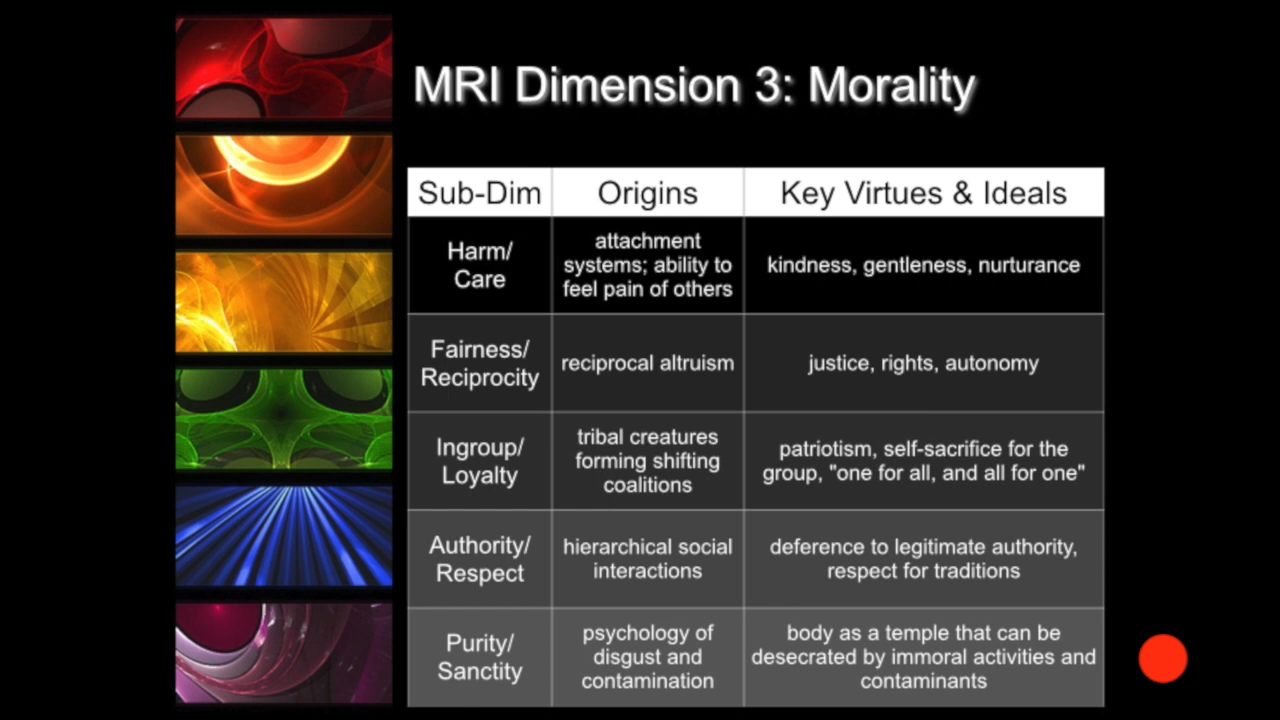 MRI Dimension 3: Morality
Sub-Dim
Origins
Key Virtues & Ideals
Harm/
Care
attachment
systems; ability to
feel pain of others
kindness, gentleness, nurturance
Fairness/
Reciprocity
reciprocal altruism
justice, rights, autonomy
Ingroup/
Loyalty
tribal creatures
forming shifting
coalitions
patriotism, self-sacrifice for the
group, "one for all, and all for one"
Authority/
Respect
hierarchical social
interactions
deference to legitimate authority,
respect for traditions
Purity/
Sanctity
psychology of
disgust and
contamination
body as a temple that can be
desecrated by immoral activities and
contaminants